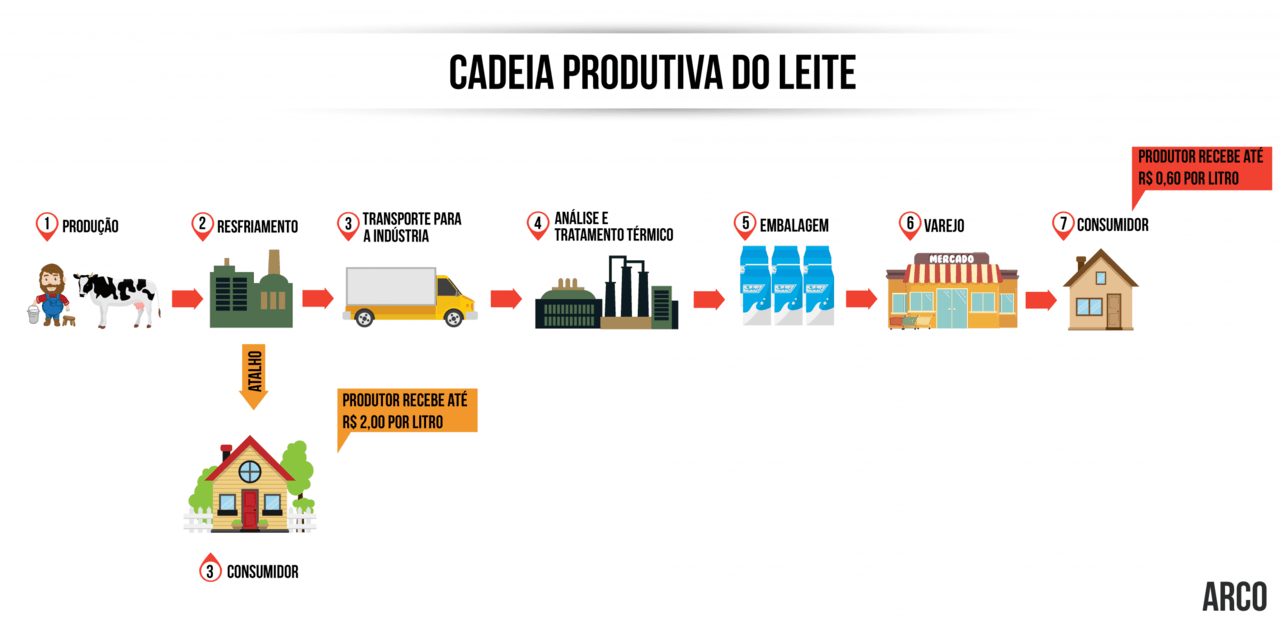 CADEIA PRODUTIVA DO LEITE
PRODUTOR RECEBE ATÉ
R$ 0,60 POR LITRO
1 PRODUÇÃO
2 RESFRIAMENTO
3 TRANSPORTE PARA
A INDÚSTRIA
4 ANÁLISE E
TRATAMENTO TÉRMICO
5 EMBALAGEM
6 VAREJO
7 CONSUMIDOR
MERCADO
ATALHO
PRODUTOR RECEBE ATÉ
R$ 2,00 POR LITRO
3 CONSUMIDOR
ARCO